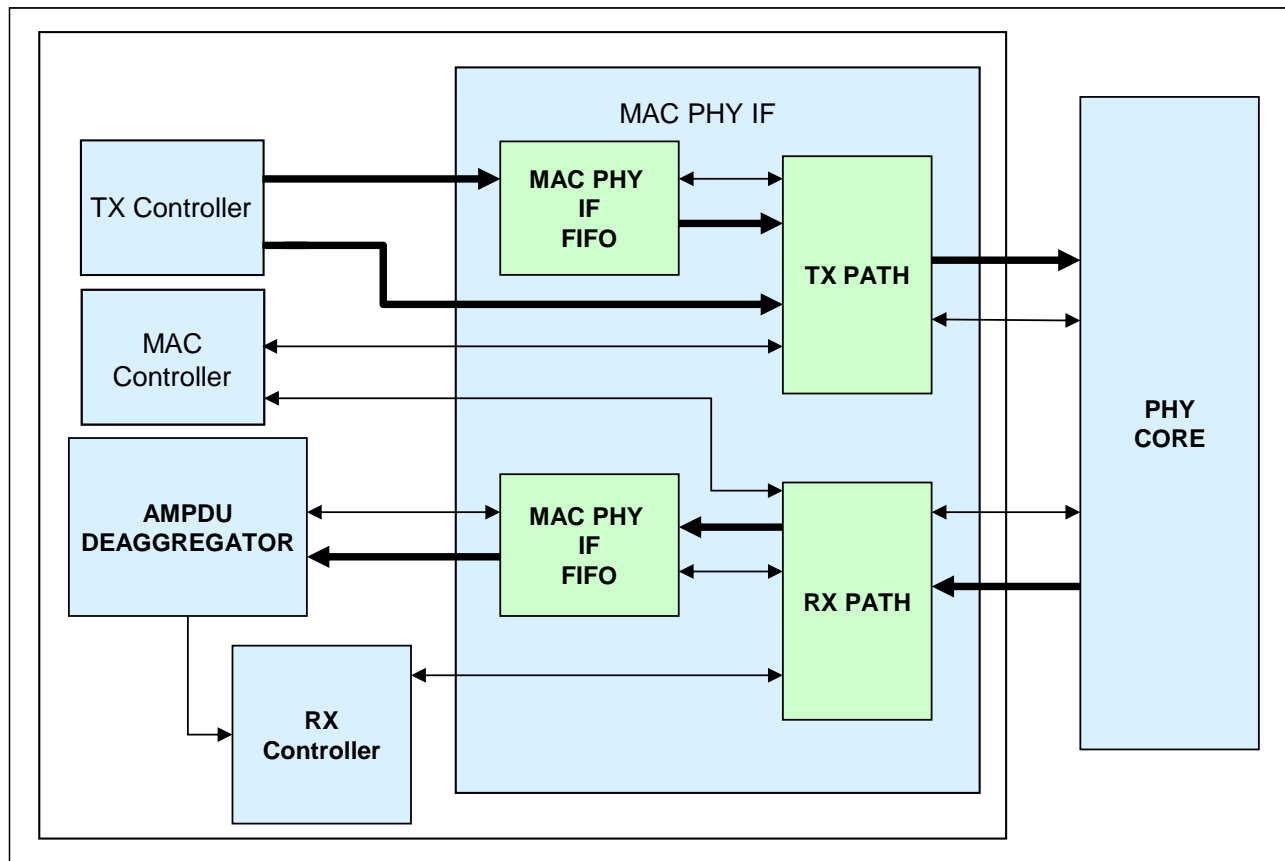 MAC PHY IF
TX Controller
MAC PHY
IF
FIFO
TX PATH
MAC
Controller
PHY
CORE
AMPDU
DEAGGREGATOR
MAC PHY
IF
FIFO
RX PATH
RX
Controller